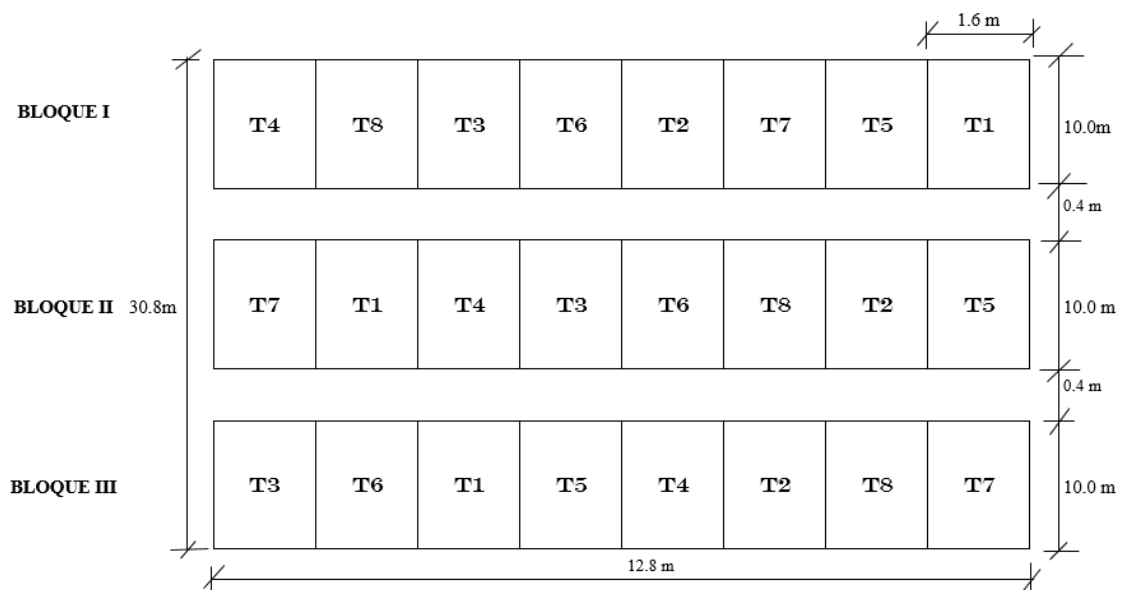 1.6 m
BLOQUE I
T4 T8 T3 T6 T2 T7 T5 T1
10.0m
0.4 m
BLOQUE II 30.8m
T7 T1 T4 T3 T6 T8 T2 T5
10.0 m
0.4 m
BLOQUE III
T3 T6 T1 T5 T4 T2 T8 T7
10.0 m
12.8 m